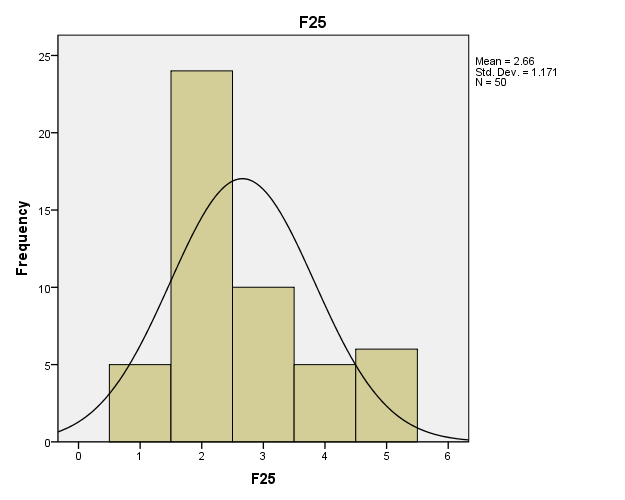 F25
Mean = 2.66
Std. Dev. = 1.171
N = 50
25
20
15
10
5
0
Frequency
0 1 2 3 4 5 6
F25